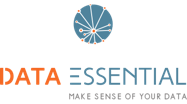 DATA ESSENTIAL
MAKE SENSE OF YOUR DATA